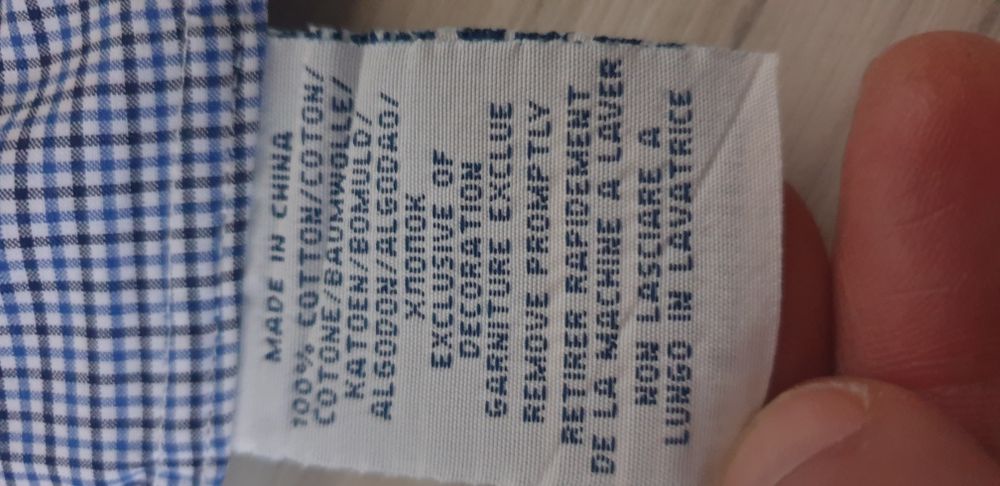 MADE IN CHINA
100% COTTON/COTON/
COTONE/BAUMWOLLE/
KATOEN/BOMULD/
ALGODON/ALGODAO/
ХЛОПОК
EXCLUSIVE OF
DECORATION
GARNITURE EXCLUE
REMOVE PROMPTLY
RETIRER RAPIDEMENT
DE LA MACHINE A LAVER
NON LASCIARE A
LUNGO IN LAVATRICE